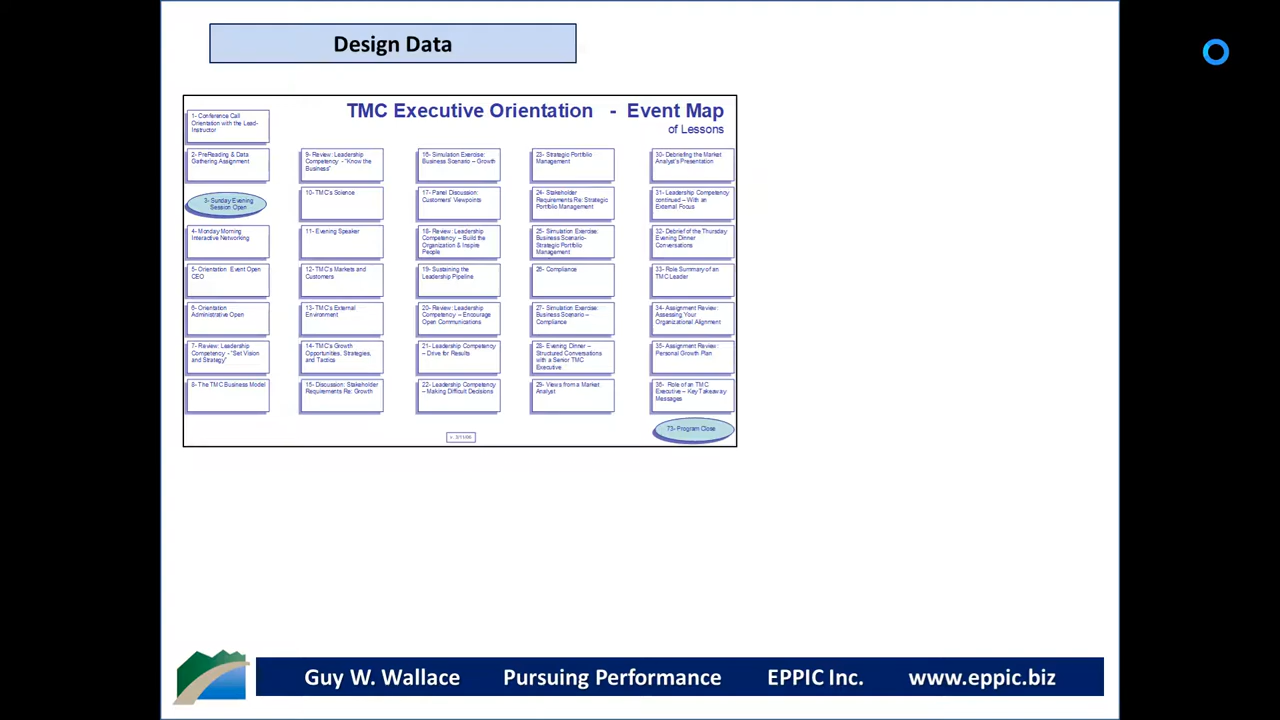 Design Data
TMC Executive Orientation - Event Map
of Lessons
1- Conference Call
Orientation with the Lead-
Instructor
2- PreReading & Data
Gathering Assignment
3- Sunday Evening
Session Open
4- Monday Morning
Interactive Networking
5- Orientation Event Open
CEO
6- Orientation
Administrative Open
7- Review: Leadership
Competency - "Set Vision
and Strategy"
8- The TMC Business Model
9- Review: Leadership
Competency - "Know the
Business"
10- TMC's Science
11- Evening Speaker
12- TMC's Markets and
Customers
13- TMC's External
Environment
14- TMC's Growth
Opportunities, Strategies,
and Tactics
15- Discussion: Stakeholder
Requirements Re: Growth
16- Simulation Exercise:
Business Scenario – Growth
17- Panel Discussion:
Customers' Viewpoints
18- Review: Leadership
Competency – Build the
Organization & Inspire
People
19- Sustaining the
Leadership Pipeline
20- Review: Leadership
Competency – Encourage
Open Communications
21- Leadership Competency
– Drive for Results
22- Leadership Competency
– Making Difficult Decisions
23- Strategic Portfolio
Management
24- Stakeholder
Requirements Re: Strategic
Portfolio Management
25- Simulation Exercise:
Business Scenario-
Strategic Portfolio
Management
26- Compliance
27- Simulation Exercise:
Business Scenario –
Compliance
28- Evening Dinner –
Structured Conversations
with a Senior TMC
Executive
29- Views from a Market
Analyst
30- Debriefing the Market
Analyst's Presentation
31- Leadership Competency
continued – With an
External Focus
32- Debrief of the Thursday
Evening Dinner
Conversations
33- Role Summary of an
TMC Leader
34- Assignment Review:
Assessing Your
Organizational Alignment
35- Assignment Review:
Personal Growth Plan
36- Role of an TMC
Executive – Key Takeaway
Messages
73- Program Close
Guy W. Wallace Pursuing Performance EPPIC Inc. www.eppic.biz